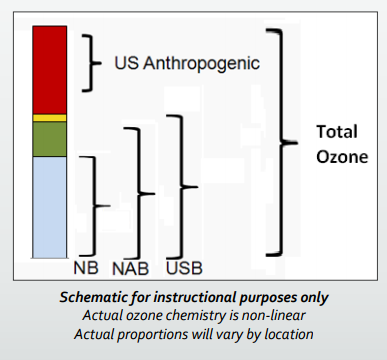 US Anthropogenic
Total
Ozone
NB
NAB
USB
Schematic for instructional purposes only
Actual ozone chemistry is non-linear
Actual proportions will vary by location